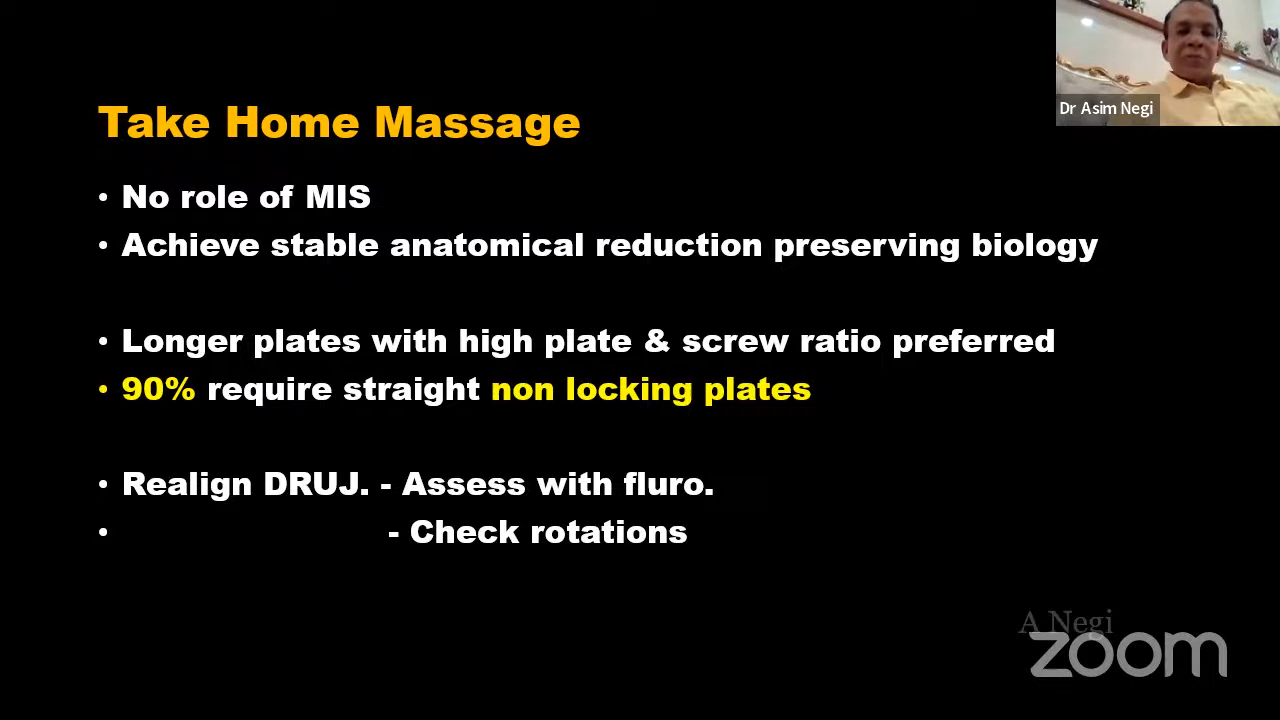 Dr Asim Negi
Take Home Massage
• No role of MIS
• Achieve stable anatomical reduction preserving biology
• Longer plates with high plate & screw ratio preferred
• 90% require straight non locking plates
• Realign DRUJ. - Assess with fluro.
• - Check rotations
A Negi
zoom